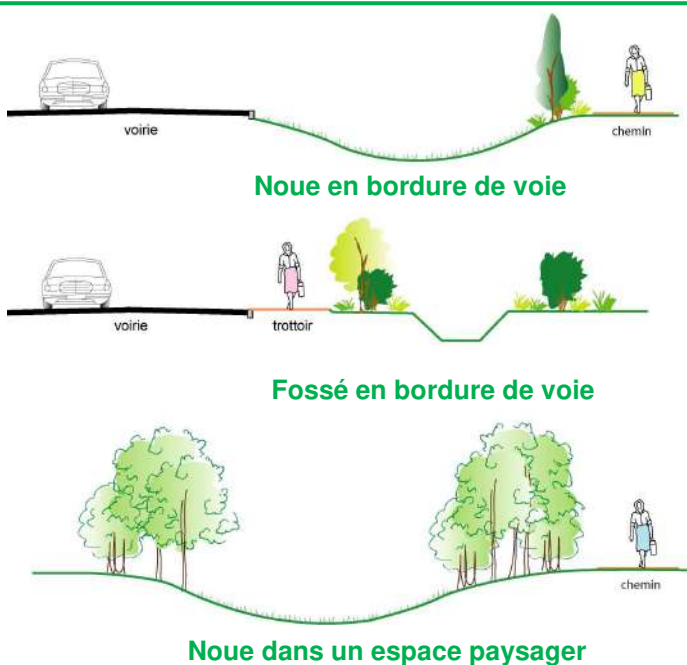 voirie
chemin
Noue en bordure de voie
voirie
trottoir
Fossé en bordure de voie
chemin
Noue dans un espace paysager